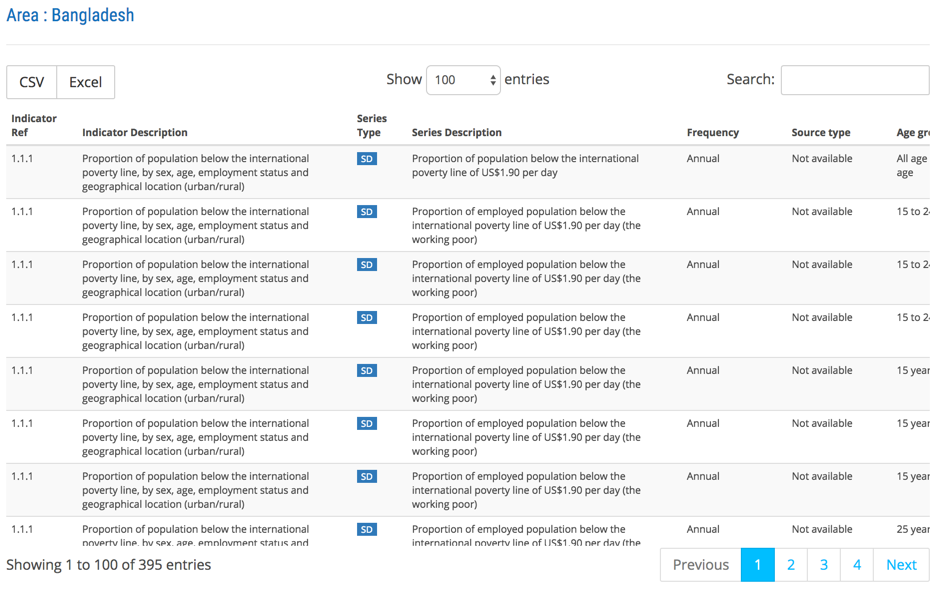 Area : Bangladesh
CSV Excel Show 100 entries Search:
Indicator Ref Indicator Description Series Type Series Description Frequency Source type Age gr
1.1.1 Proportion of population below the international SD Proportion of population below the international Annual Not available All age
poverty line, by sex, age, employment status and poverty line of US$1.90 per day age
geographical location (urban/rural)
1.1.1 Proportion of population below the international SD Proportion of employed population below the Annual Not available 15 to 2
poverty line, by sex, age, employment status and international poverty line of US$1.90 per day (the
geographical location (urban/rural) working poor)
1.1.1 Proportion of population below the international SD Proportion of employed population below the Annual Not available 15 to 2
poverty line, by sex, age, employment status and international poverty line of US$1.90 per day (the
geographical location (urban/rural) working poor)
1.1.1 Proportion of population below the international SD Proportion of employed population below the Annual Not available 15 to 2
poverty line, by sex, age, employment status and international poverty line of US$1.90 per day (the
geographical location (urban/rural) working poor)
1.1.1 Proportion of population below the international SD Proportion of employed population below the Annual Not available 15 year
poverty line, by sex, age, employment status and international poverty line of US$1.90 per day (the
geographical location (urban/rural) working poor)
1.1.1 Proportion of population below the international SD Proportion of employed population below the Annual Not available 15 year
poverty line, by sex, age, employment status and international poverty line of US$1.90 per day (the
geographical location (urban/rural) working poor)
1.1.1 Proportion of population below the international SD Proportion of employed population below the Annual Not available 15 year
poverty line, by sex, age, employment status and international poverty line of US$1.90 per day (the
geographical location (urban/rural) working poor)
1.1.1 Proportion of population below the international SD Proportion of employed population below the Annual Not available 25 year
poverty line, by sex, age, employment status and international poverty line of US$1.90 per day (the
Showing 1 to 100 of 395 entries Previous 1 2 3 4 Next